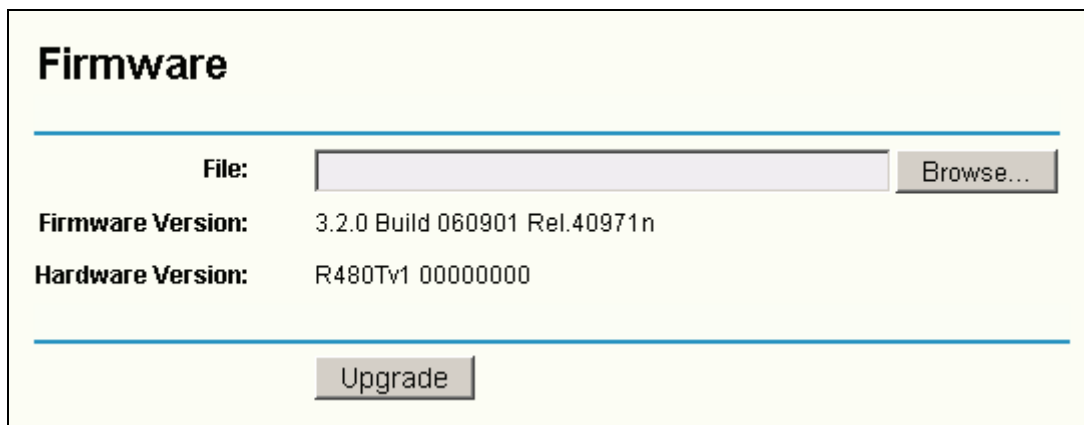 Firmware
File: Browse...
Firmware Version: 3.2.0 Build 060901 Rel.40971n
Hardware Version: R480Tv1 00000000
Upgrade